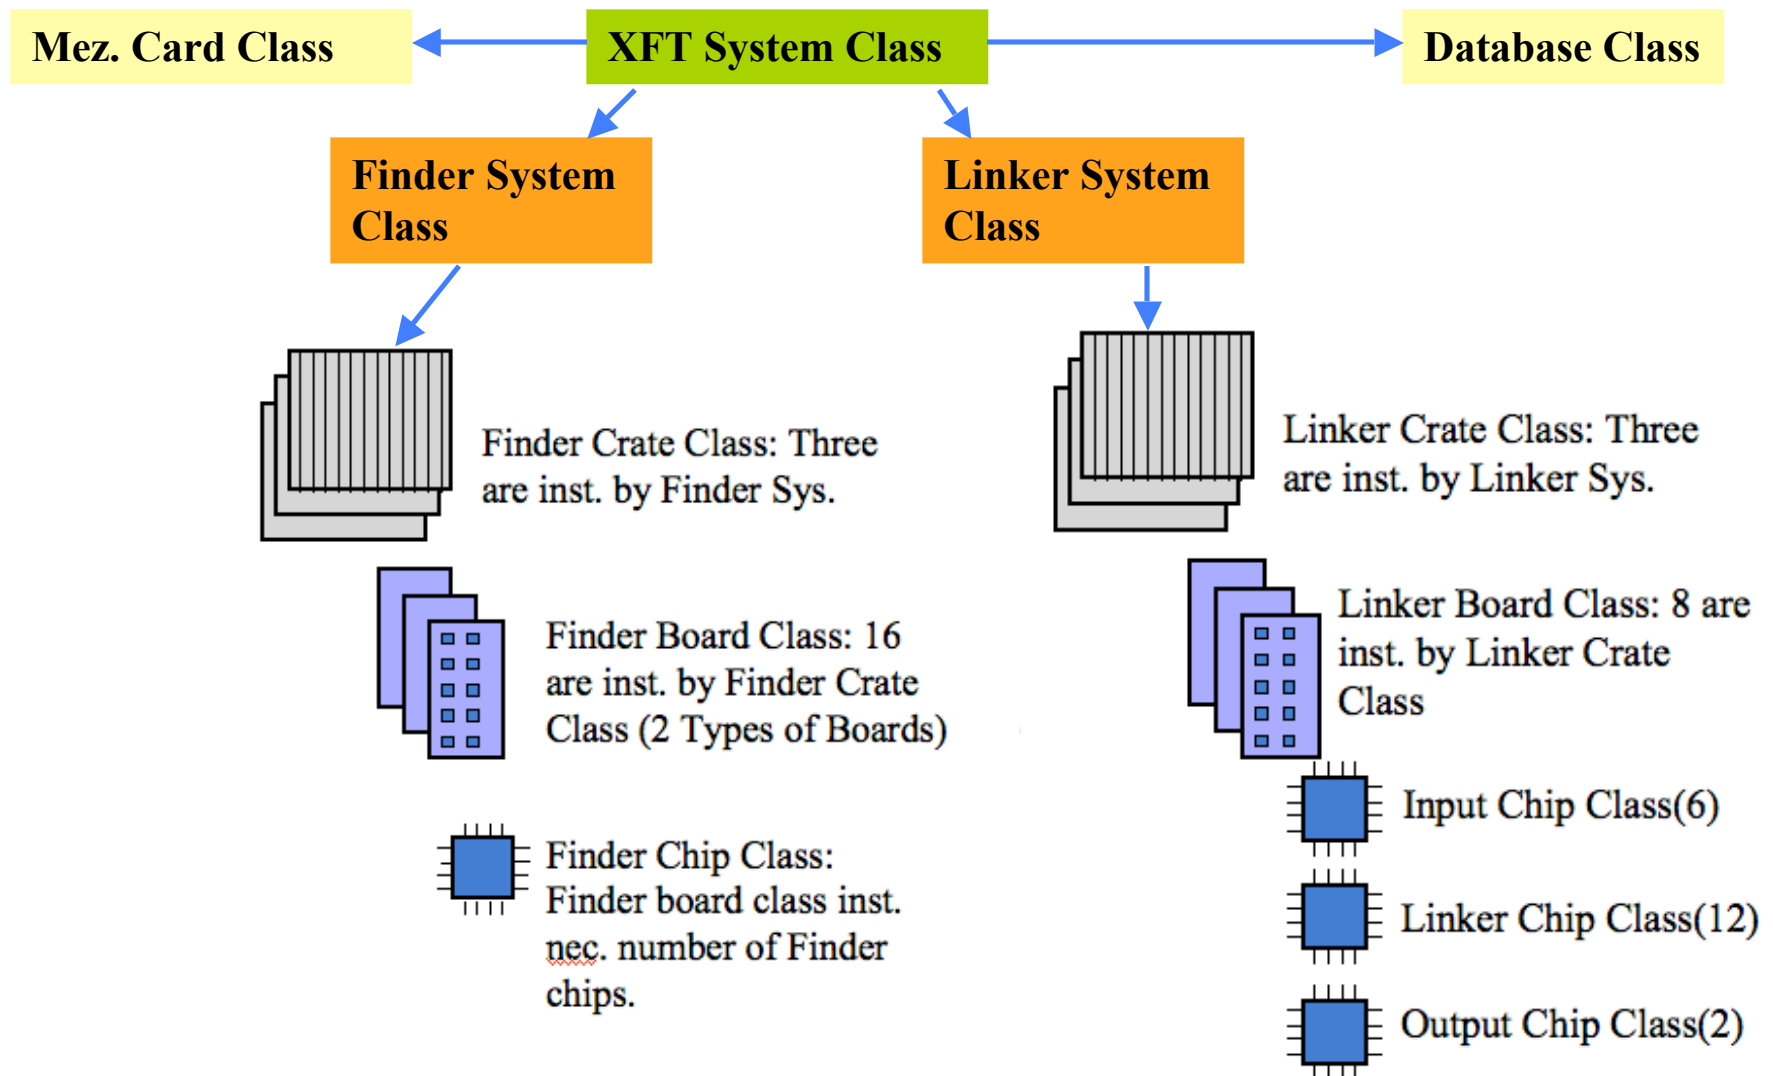 Mez. Card Class
XFT System Class
Database Class
Finder System
Class
Linker System
Class
Finder Crate Class: Three
are inst. by Finder Sys.
Linker Crate Class: Three
are inst. by Linker Sys.
Finder Board Class: 16
are inst. by Finder Crate
Class (2 Types of Boards)
Linker Board Class: 8 are
inst. by Linker Crate
Class
Finder Chip Class:
Finder board class inst.
nec. number of Finder
chips.
Input Chip Class(6)
Linker Chip Class(12)
Output Chip Class(2)